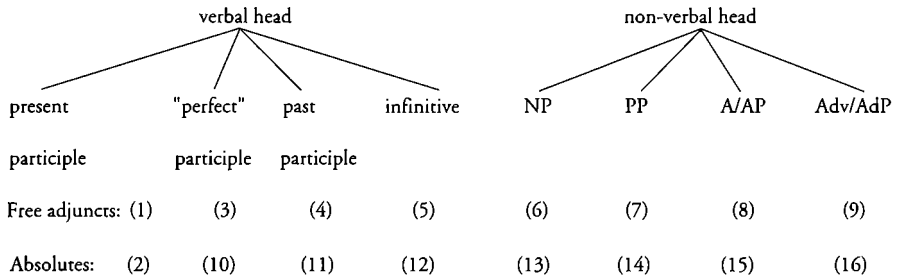 verbal head non-verbal head
present "perfect" past infinitive NP PP A/AP Adv/AdP
participle participle participle
Free adjuncts: (1) (3) (4) (5) (6) (7) (8) (9)
Absolutes: (2) (10) (11) (12) (13) (14) (15) (16)